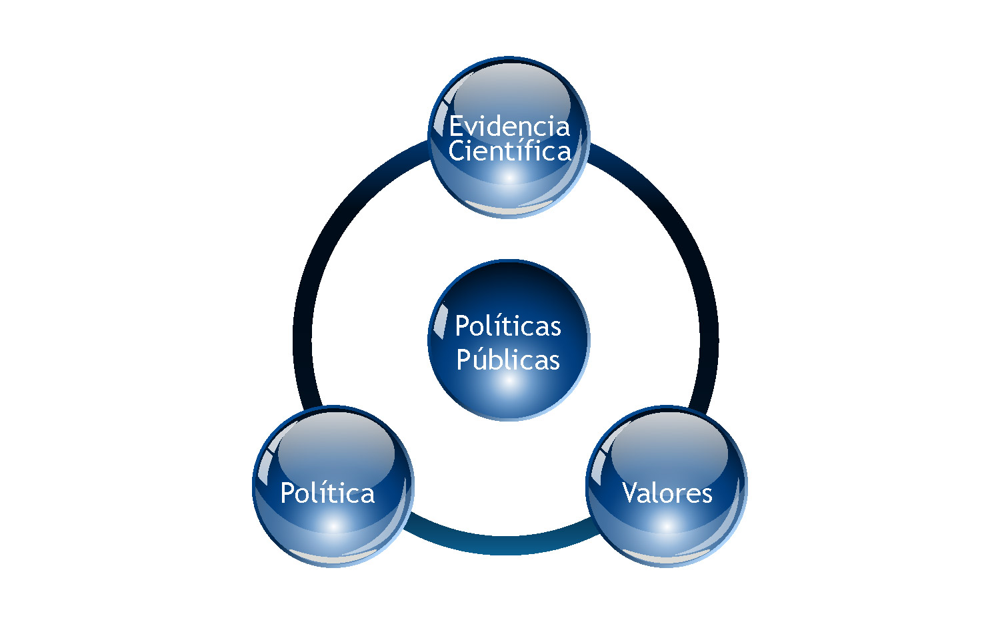 Evidencia
Científica
Políticas
Públicas
Política
Valores